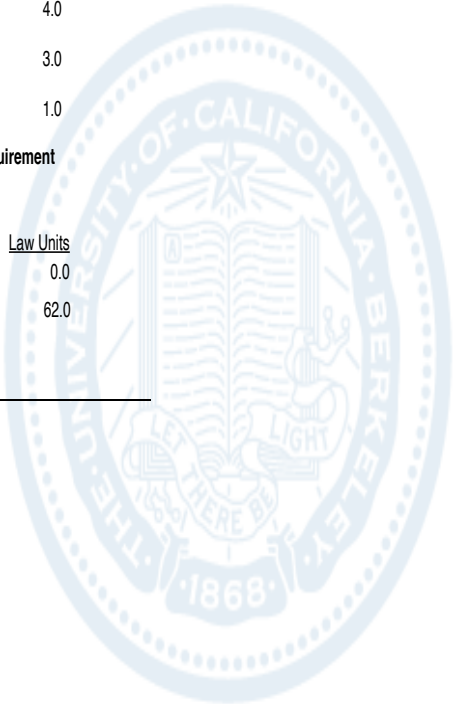 4.0
3.0
1.0
uirement
Law Units
0.0
62.0
THE · UNIVERSITY · OF · CALIFORNIA · BERKELEY
A
LET THERE BE LIGHT
·1868·